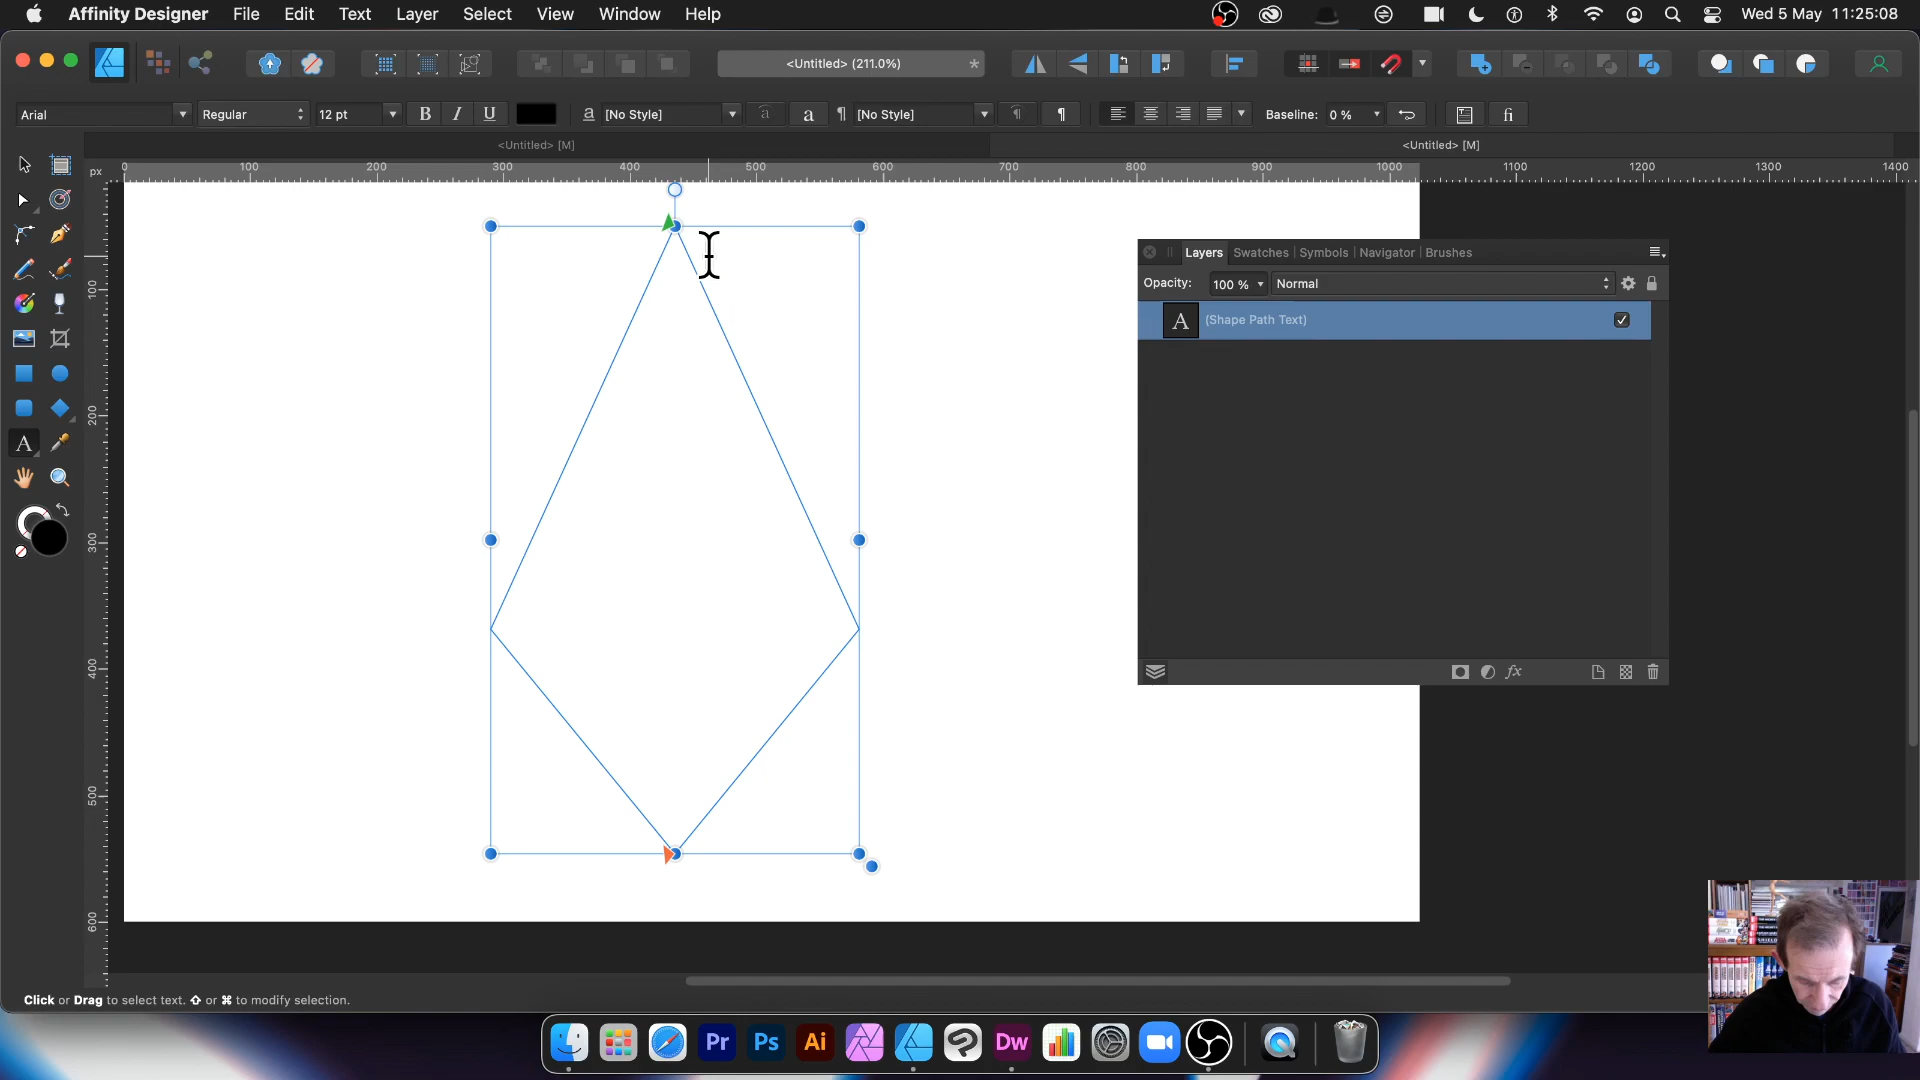 Affinity Designer File Edit Text Layer Select View Window Help Wed 5 May 11:25:08
<Untitled> (211.0%) *
Arial Regular 12 pt B I U a [No Style] a a ¶ [No Style] ¶ ¶ Baseline: 0 % fi
<Untitled> [M] <Untitled> [M]
px 0 100 200 300 400 500 600 700 800 900 1000 1100 1200 1300 1400
100
200
300
400
500
600
Layers Swatches Symbols Navigator Brushes
Opacity: 100 % Normal
A (Shape Path Text)
fx
A
Click or Drag to select text. ⇧ or ⌘ to modify selection.
Pr Ps Ai Dw